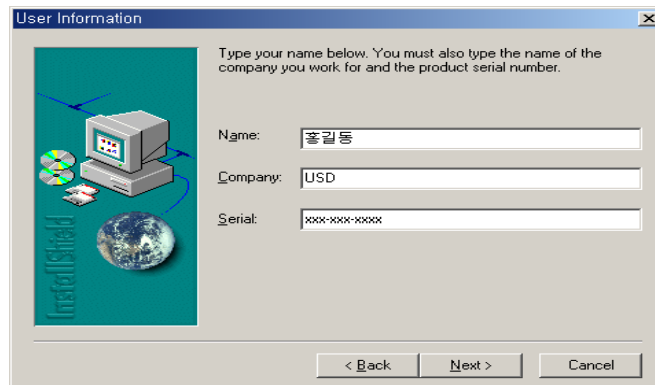 User Information
Type your name below. You must also type the name of the
company you work for and the product serial number.
Name: 홍길동
Company: USD
Serial: xxx-xxx-xxxx
InstallShield
< Back Next > Cancel